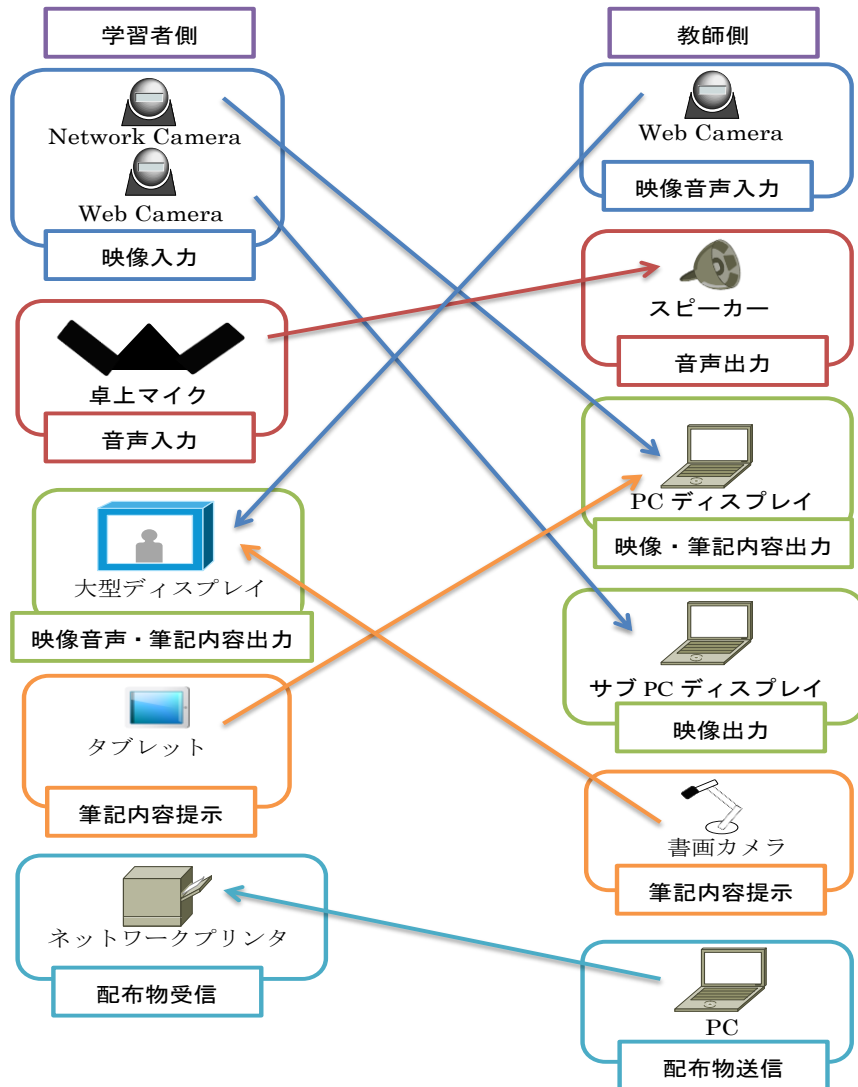 学習者側
Network Camera
Web Camera
映像入力
卓上マイク
音声入力
大型ディスプレイ
映像音声・筆記内容出力
タブレット
筆記内容提示
ネットワークプリンタ
配布物受信
教師側
Web Camera
映像音声入力
スピーカー
音声出力
PC ディスプレイ
映像・筆記内容出力
サブ PC ディスプレイ
映像出力
書画カメラ
筆記内容提示
PC
配布物送信